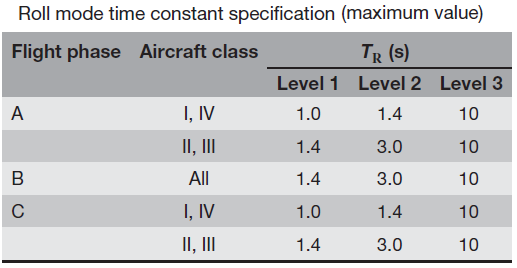 Roll mode time constant specification (maximum value)
Flight phase Aircraft class TR (s)
Level 1 Level 2 Level 3
A I, IV 1.0 1.4 10
II, III 1.4 3.0 10
B All 1.4 3.0 10
C I, IV 1.0 1.4 10
II, III 1.4 3.0 10